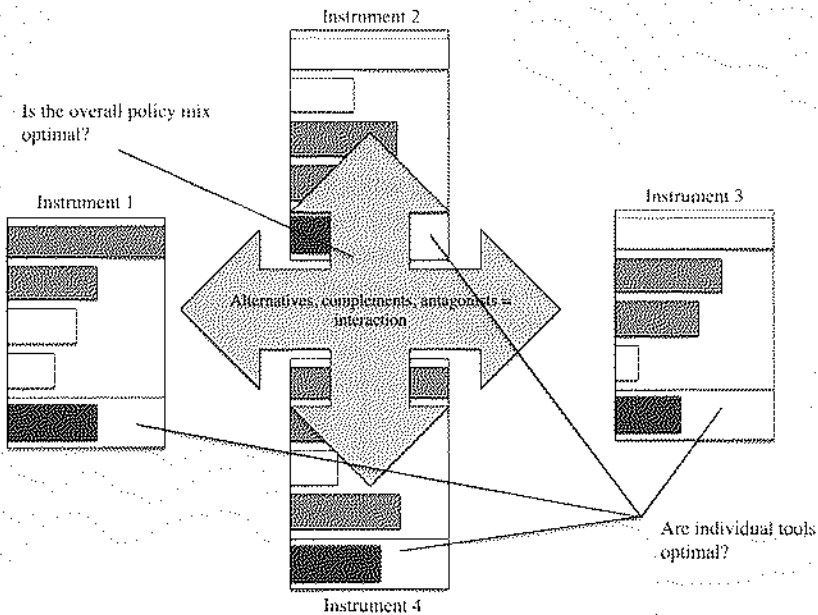 Instrument 2
Is the overall policy mix
optimal?
Instrument 1
Instrument 3
Alternatives, complements, antagonists =
interaction
Are individual tools
optimal?
Instrument 4